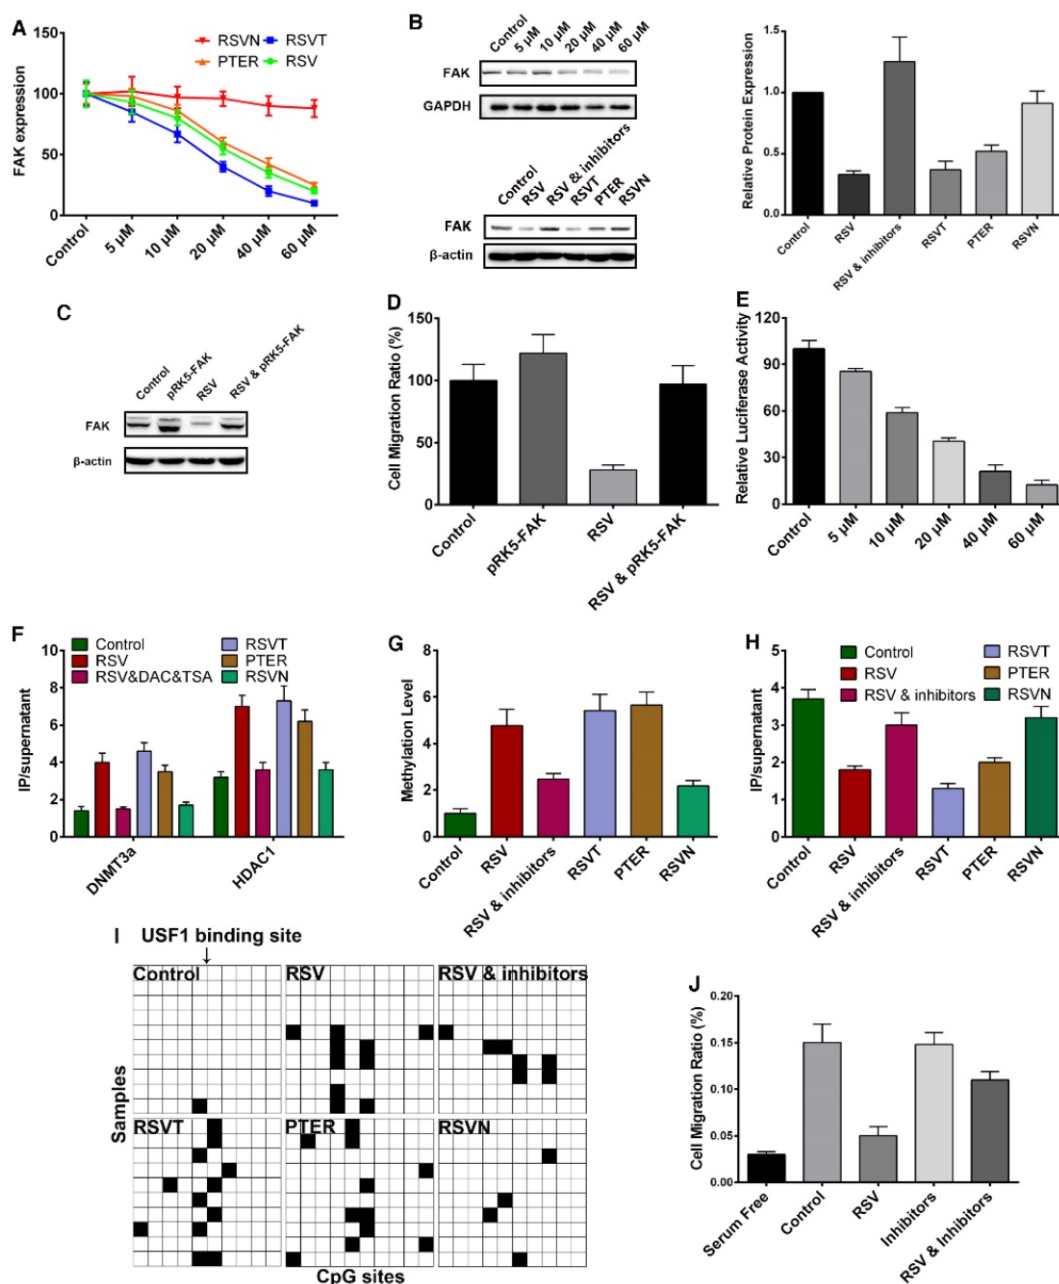 A
FAK expression
150
100
50
0
RSVN
RSVT
PTER
RSV
Control
5 µM
10 µM
20 µM
40 µM
60 µM
B
Control
5 µM
10 µM
20 µM
40 µM
60 µM
FAK
GAPDH
Control
RSV
RSV & inhibitors
RSVT
PTER
RSVN
FAK
β-actin
Relative Protein Expression
1.5
1.0
0.5
0.0
Control
RSV
RSV & inhibitors
RSVT
PTER
RSVN
C
Control
pRK5-FAK
RSV
RSV & pRK5-FAK
FAK
β-actin
D
Cell Migration Ratio (%)
150
100
50
0
Control
pRK5-FAK
RSV
RSV & pRK5-FAK
E
Relative Luciferase Activity
120
90
60
30
0
Control
5 µM
10 µM
20 µM
40 µM
60 µM
F
IP/supernatant
10
8
6
4
2
0
Control
RSV
RSV&DAC&TSA
RSVT
PTER
RSVN
DNMT3a
HDAC1
G
Methylation Level
8
6
4
2
0
Control
RSV
RSV & inhibitors
RSVT
PTER
RSVN
H
IP/supernatant
5
4
3
2
1
0
Control
RSV
RSV & inhibitors
RSVT
PTER
RSVN
Control
RSV
RSV & inhibitors
RSVT
PTER
RSVN
I
USF1 binding site
Control
RSV
RSV & inhibitors
RSVT
PTER
RSVN
Samples
CpG sites
J
Cell Migration Ratio (%)
0.20
0.15
0.10
0.05
0.00
Serum Free
Control
RSV
Inhibitors
RSV & Inhibitors